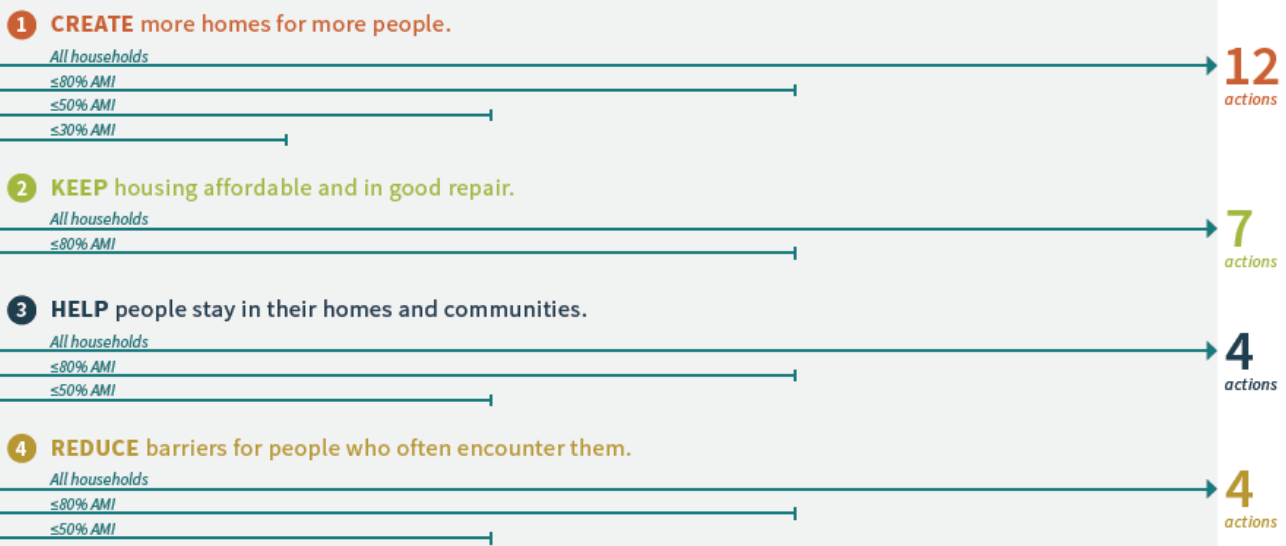 1 CREATE more homes for more people.
All households
≤80% AMI
≤50% AMI
≤30% AMI
12
actions
2 KEEP housing affordable and in good repair.
All households
≤80% AMI
7
actions
3 HELP people stay in their homes and communities.
All households
≤80% AMI
≤50% AMI
4
actions
4 REDUCE barriers for people who often encounter them.
All households
≤80% AMI
≤50% AMI
4
actions